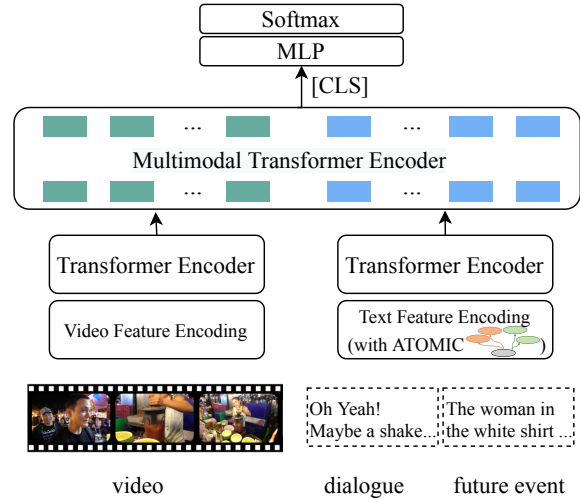 Softmax
MLP
[CLS]
...
...
Multimodal Transformer Encoder
...
...
Transformer Encoder
Transformer Encoder
Video Feature Encoding
Text Feature Encoding
(with ATOMIC )
Oh Yeah!
Maybe a shake...
The woman in
the white shirt ...
video
dialogue
future event